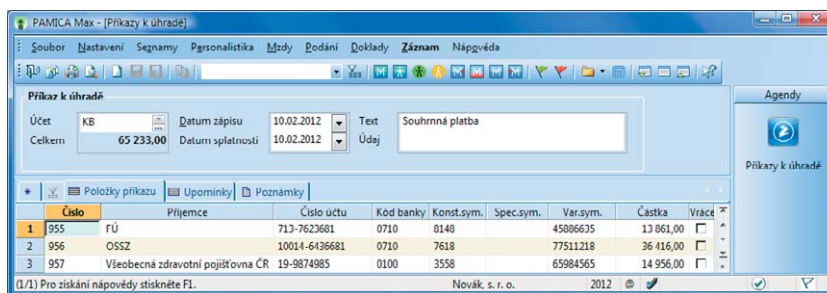 PAMICA Max - [Příkazy k úhradě]
Soubor Nastavení Seznamy Personalistika Mzdy Podání Doklady Záznam Nápověda
Příkaz k úhradě
Účet KB Datum zápisu 10.02.2012 Text Souhrnná platba
Celkem 65 233,00 Datum splatnosti 10.02.2012 Údaj
Agendy
Příkazy k úhradě
Položky příkazu Upomínky Poznámky
Číslo Příjemce Číslo účtu Kód banky Konst.sym. Spec.sym. Var.sym. Částka Vráce
1 955 FÚ 713-7623681 0710 8148 45886635 13 861,00
2 956 OSSZ 10014-6436681 0710 7618 77511218 36 416,00
3 957 Všeobecná zdravotní pojišťovna ČR 19-9874985 0100 3558 65984565 14 956,00
(1/1) Pro získání nápovědy stiskněte F1. Novák, s. r. o. 2012 @